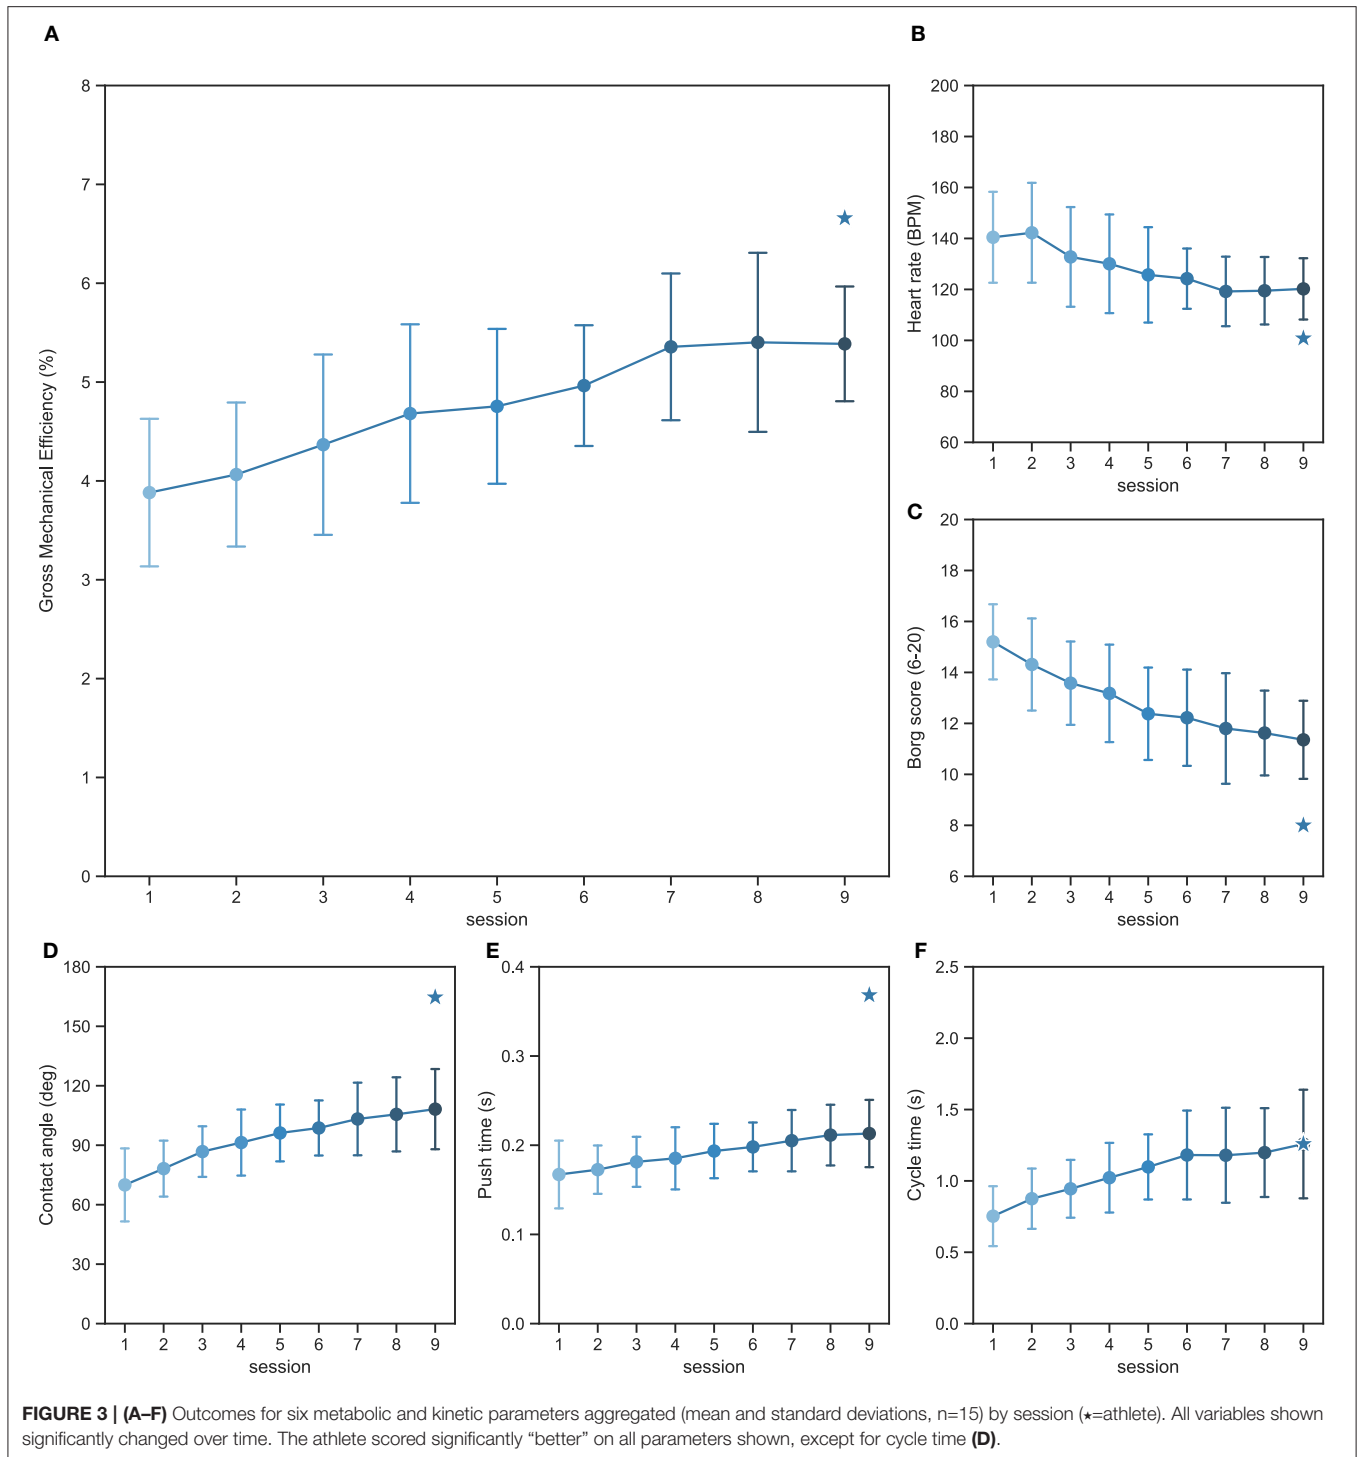 A
8
7
6
5
4
3
2
1
0
Gross Mechanical Efficiency (%)
1 2 3 4 5 6 7 8 9
session
B
200
180
160
140
120
100
80
60
Heart rate (BPM)
1 2 3 4 5 6 7 8 9
session
C
20
18
16
14
12
10
8
6
Borg score (6-20)
1 2 3 4 5 6 7 8 9
session
D
180
150
120
90
60
30
0
Contact angle (deg)
1 2 3 4 5 6 7 8 9
session
E
0.4
0.3
0.2
0.1
0.0
Push time (s)
1 2 3 4 5 6 7 8 9
session
F
2.5
2.0
1.5
1.0
0.5
0.0
Cycle time (s)
1 2 3 4 5 6 7 8 9
session
FIGURE 3 | (A–F) Outcomes for six metabolic and kinetic parameters aggregated (mean and standard deviations, n=15) by session (★=athlete). All variables shown
significantly changed over time. The athlete scored significantly “better” on all parameters shown, except for cycle time (D).